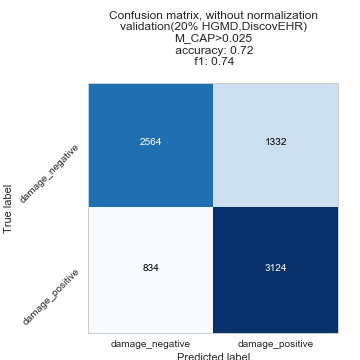 Confusion matrix, without normalization
validation(20% HGMD,DiscovEHR)
M_CAP>0.025
accuracy: 0.72
f1: 0.74
True label
damage_negative
2564
1332
damage_positive
834
3124
damage_negative
damage_positive
Predicted label